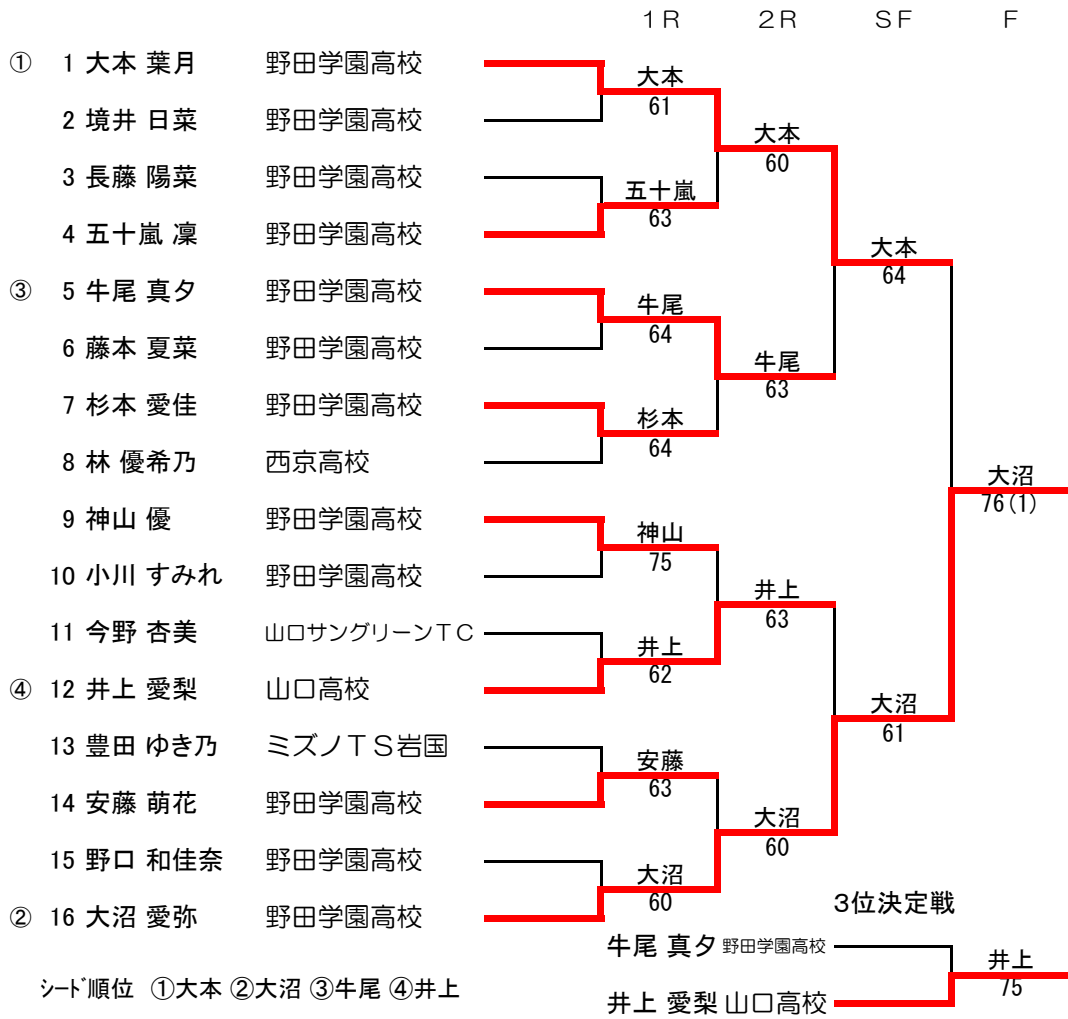 １Ｒ ２Ｒ ＳＦ Ｆ
① 1 大本 葉月 野田学園高校
大本
61
2 境井 日菜 野田学園高校
大本
60
3 長藤 陽菜 野田学園高校
五十嵐
63
4 五十嵐 凜 野田学園高校
大本
64
③ 5 牛尾 真夕 野田学園高校
牛尾
64
6 藤本 夏菜 野田学園高校
牛尾
63
7 杉本 愛佳 野田学園高校
杉本
64
8 林 優希乃 西京高校
大沼
76(1)
9 神山 優 野田学園高校
神山
75
10 小川 すみれ 野田学園高校
井上
63
11 今野 杏美 山口サングリーンＴＣ
井上
62
④ 12 井上 愛梨 山口高校
大沼
61
13 豊田 ゆき乃 ミズノＴＳ岩国
安藤
63
14 安藤 萌花 野田学園高校
大沼
60
15 野口 和佳奈 野田学園高校
大沼
60
② 16 大沼 愛弥 野田学園高校
3位決定戦
牛尾 真夕 野田学園高校
井上
75
井上 愛梨 山口高校
ｼｰﾄﾞ順位 ①大本 ②大沼 ③牛尾 ④井上